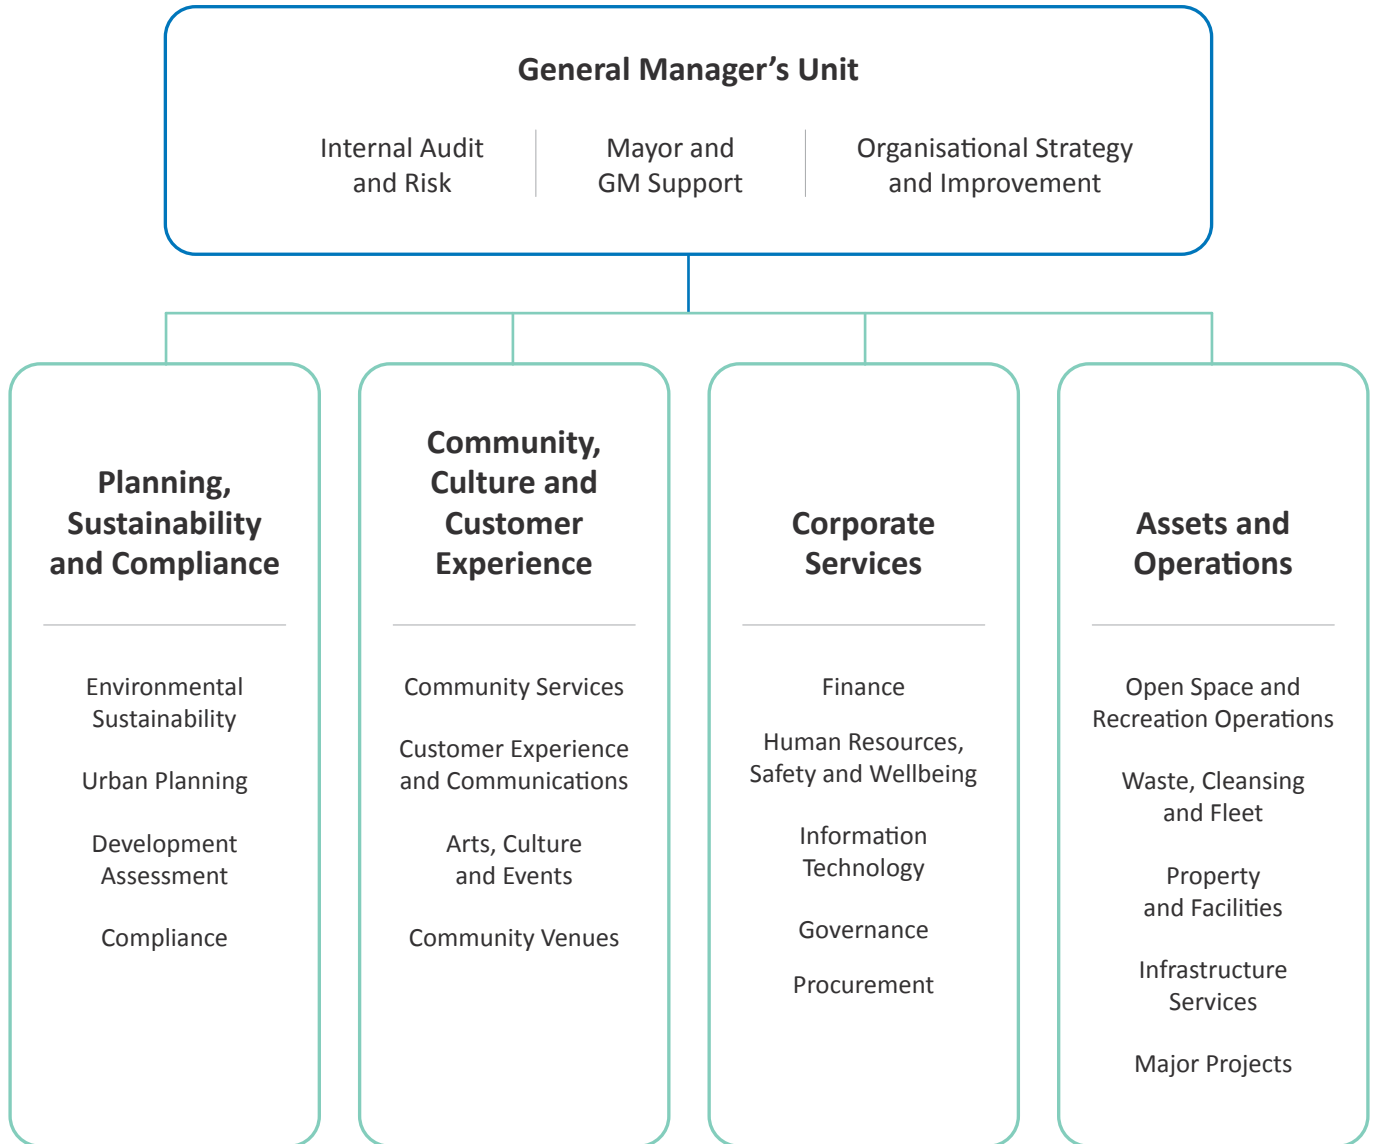 General Manager’s Unit
Internal Audit
and Risk
Mayor and
GM Support
Organisational Strategy
and Improvement
Planning,
Sustainability
and Compliance
Environmental
Sustainability
Urban Planning
Development
Assessment
Compliance
Community,
Culture and
Customer
Experience
Community Services
Customer Experience
and Communications
Arts, Culture
and Events
Community Venues
Corporate
Services
Finance
Human Resources,
Safety and Wellbeing
Information
Technology
Governance
Procurement
Assets and
Operations
Open Space and
Recreation Operations
Waste, Cleansing
and Fleet
Property
and Facilities
Infrastructure
Services
Major Projects